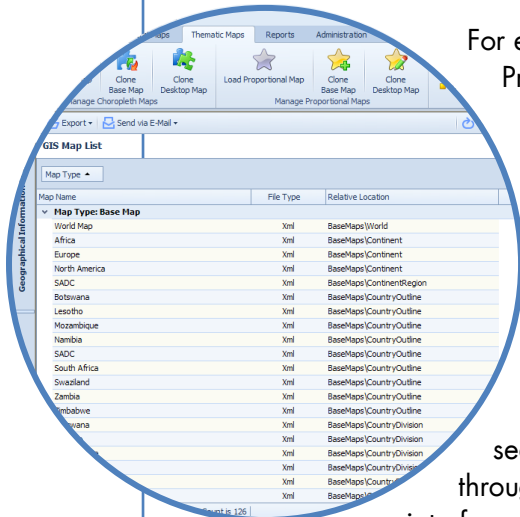 For e
Maps Thematic Maps Reports Administration
Clone Base Map Clone Desktop Map Load Proportional Map Clone Base Map Clone Desktop Map
Manage Choropleth Maps Manage Proportional Maps
Export Send via E-Mail
GIS Map List
Map Type
Map Name File Type Relative Location
Map Type: Base Map
World Map Xml BaseMaps\World
Africa Xml BaseMaps\Continent
Europe Xml BaseMaps\Continent
North America Xml BaseMaps\Continent
SADC Xml BaseMaps\ContinentRegion
Botswana Xml BaseMaps\CountryOutline
Lesotho Xml BaseMaps\CountryOutline
Mozambique Xml BaseMaps\CountryOutline
Namibia Xml BaseMaps\CountryOutline
SADC Xml BaseMaps\CountryOutline
South Africa Xml BaseMaps\CountryOutline
Swaziland Xml BaseMaps\CountryOutline
Zambia Xml BaseMaps\CountryOutline
Zimbabwe Xml BaseMaps\CountryOutline
Xml BaseMaps\CountryDivision
Xml BaseMaps\CountryDivision
Xml BaseMaps\CountryDivision
Xml
Xml
Xml
is 126
Geographical
Pr
se
throug